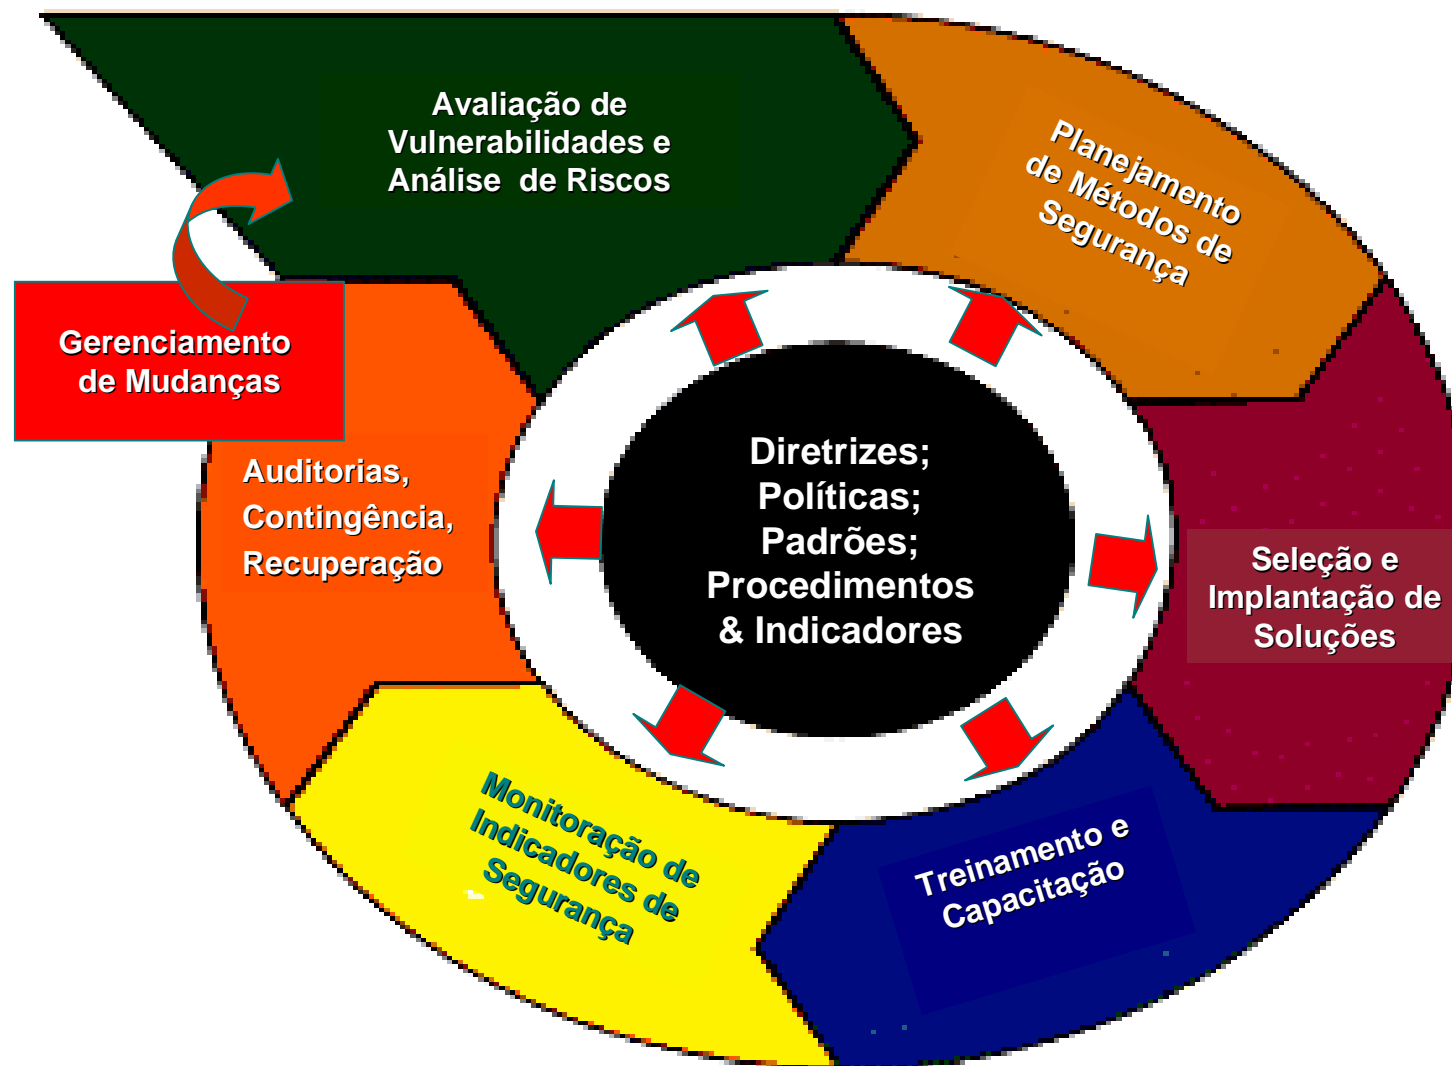 Avaliação de
Vulnerabilidades e
Análise de Riscos
Planejamento
de Métodos de
Segurança
Gerenciamento
de Mudanças
Diretrizes;
Políticas;
Padrões;
Procedimentos
& Indicadores
Auditorias,
Contingência,
Recuperação
Seleção e
Implantação de
Soluções
Monitoração de
Indicadores de
Segurança
Treinamento e
Capacitação